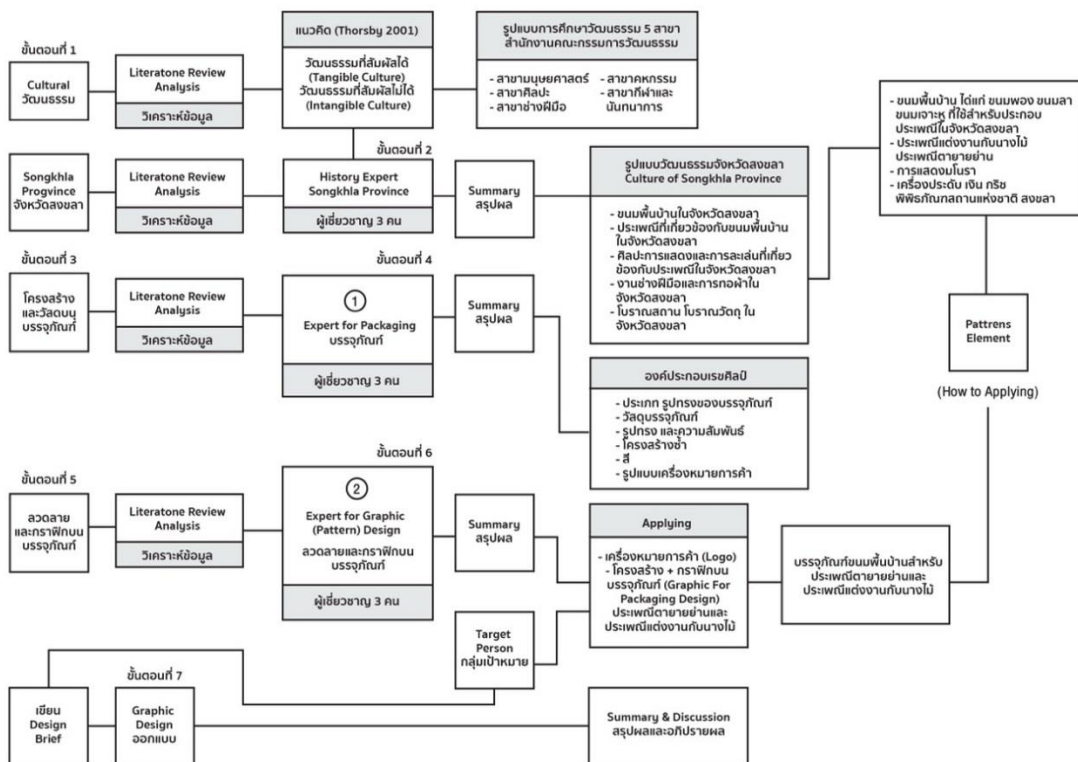 ขั้นตอนที่ 1
Cultural
วัฒนธรรม
Literatone Review
Analysis
วิเคราะห์ข้อมูล
แนวคิด (Thorsby 2001)
วัฒนธรรมที่สัมผัสได้
(Tangible Culture)
วัฒนธรรมที่สัมผัสไม่ได้
(Intangible Culture)
รูปแบบการศึกษาวัฒนธรรม 5 สาขา
สำนักงานคณะกรรมการวัฒนธรรม
- สาขามนุษยศาสตร์
- สาขาศิลปะ
- สาขาช่างฝีมือ
- สาขาคหกรรม
- สาขากีฬาและ
นันทนาการ
ขั้นตอนที่ 2
Songkhla
Progvince
จังหวัดสงขลา
Literatone Review
Analysis
วิเคราะห์ข้อมูล
History Expert
Songkhla Province
ผู้เชี่ยวชาญ 3 คน
Summary
สรุปผล
รูปแบบวัฒนธรรมจังหวัดสงขลา
Culture of Songkhla Province
- ขนมพื้นบ้านในจังหวัดสงขลา
- ประเพณีที่เกี่ยวข้องกับขนมพื้นบ้าน
ในจังหวัดสงขลา
- ศิลปะการแสดงและการละเล่นที่เกี่ยว
ข้องกับประเพณีในจังหวัดสงขลา
- งานช่างฝีมือและการทอผ้าใน
จังหวัดสงขลา
- โบราณสถาน โบราณวัตถุ ใน
จังหวัดสงขลา
- ขนมพื้นบ้าน ได้แก่ ขนมพอง ขนมลา
ขนมเจาะหู ที่ใช้สำหรับประกอบ
ประเพณีในจังหวัดสงขลา
- ประเพณีแต่งงานกับนางไม้
ประเพณีตายายย่าน
- การแสดงมโนรา
- เครื่องประดับ เงิน กริช
พิพิธภัณฑสถานแห่งชาติ สงขลา
ขั้นตอนที่ 3
โครงสร้าง
และวัสดุบน
บรรจุภัณฑ์
Literatone Review
Analysis
วิเคราะห์ข้อมูล
ขั้นตอนที่ 4
1
Expert for Packaging
บรรจุภัณฑ์
ผู้เชี่ยวชาญ 3 คน
Summary
สรุปผล
องค์ประกอบเรขศิลป์
- ประเภท รูปทรงของบรรจุภัณฑ์
- วัสดุบรรจุภัณฑ์
- รูปทรง และความสัมพันธ์
- โครงสร้างซ้ำ
- สี
- รูปแบบเครื่องหมายการค้า
Pattrens
Element
(How to Applying)
ขั้นตอนที่ 5
ลวดลาย
และกราฟิกบน
บรรจุภัณฑ์
Literatone Review
Analysis
วิเคราะห์ข้อมูล
ขั้นตอนที่ 6
2
Expert for Graphic
(Pattern) Design
ลวดลายและกราฟิกบน
บรรจุภัณฑ์
ผู้เชี่ยวชาญ 3 คน
Summary
สรุปผล
Applying
- เครื่องหมายการค้า (Logo)
- โครงสร้าง + กราฟิกบน
บรรจุภัณฑ์ (Graphic For
Packaging Design)
ประเพณีตายายย่านและ
ประเพณีแต่งงานกับนางไม้
บรรจุภัณฑ์ขนมพื้นบ้านสำหรับ
ประเพณีตายายย่านและ
ประเพณีแต่งงานกับนางไม้
Target
Person
กลุ่มเป้าหมาย
ขั้นตอนที่ 7
เขียน
Design
Brief
Graphic
Design
ออกแบบ
Summary & Discussion
สรุปผลและอภิปรายผล